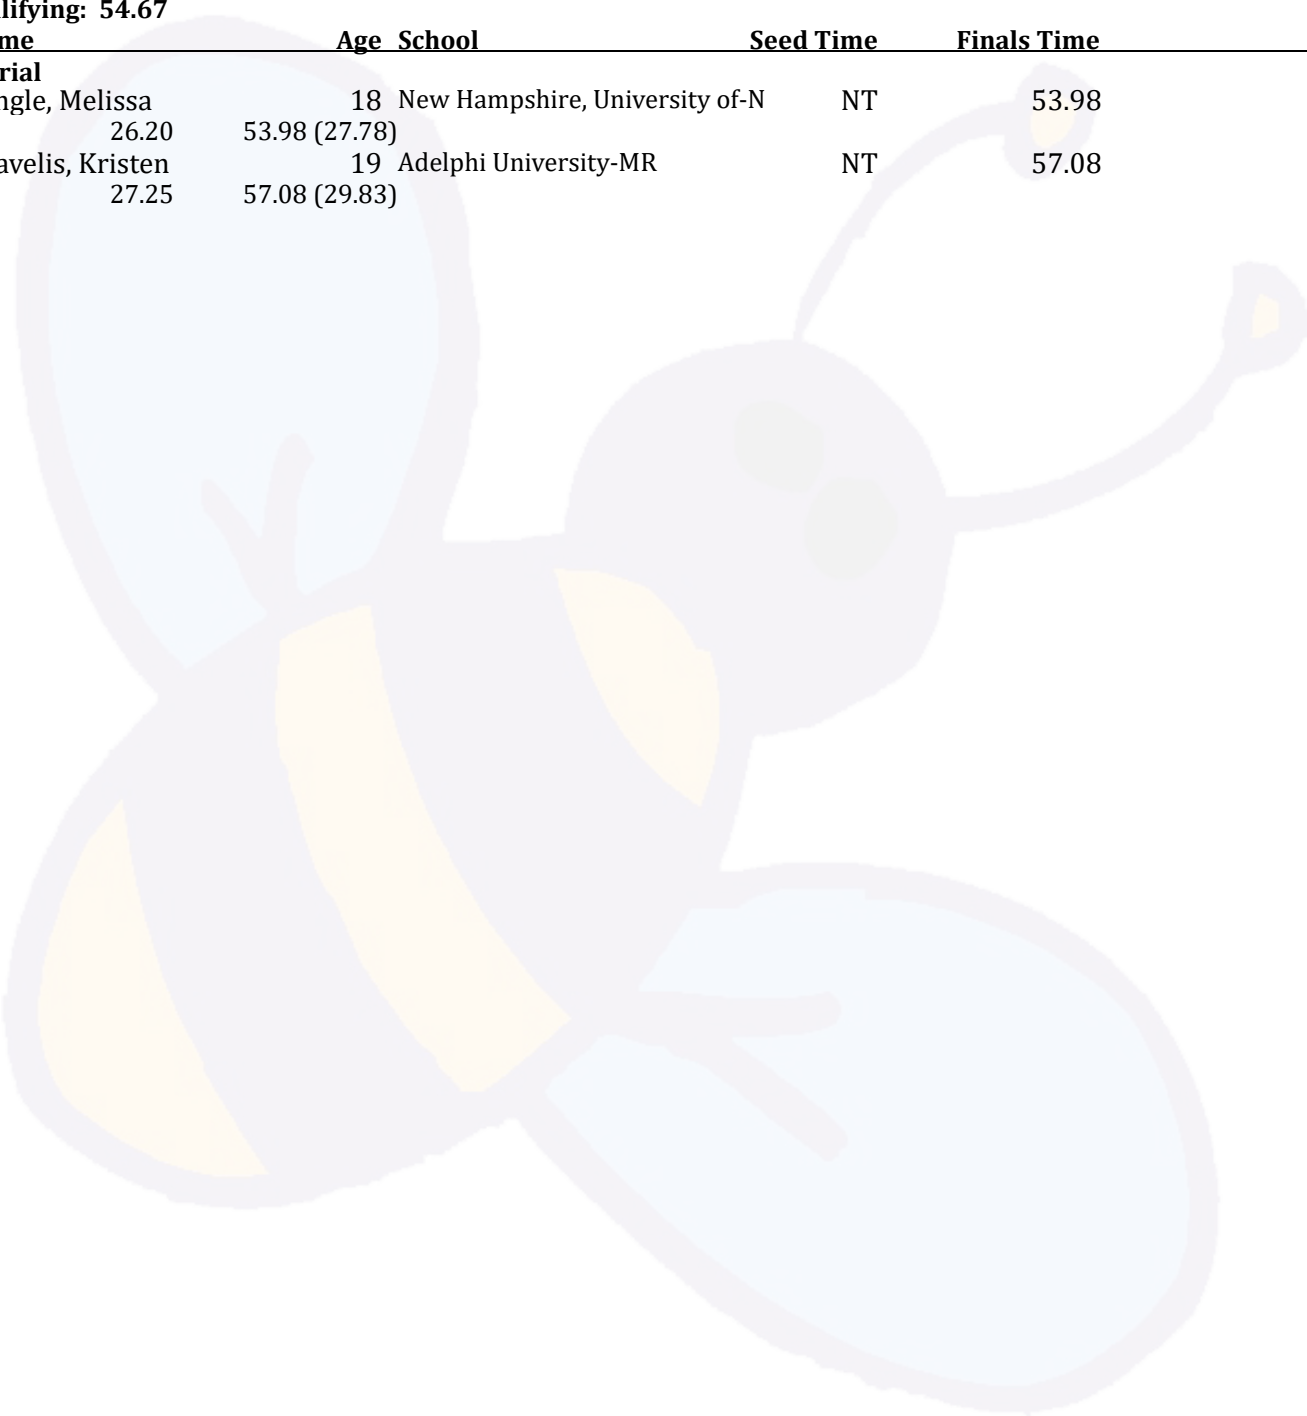 lifying: 54.67
me Age School Seed Time Finals Time
rial
ngle, Melissa 18 New Hampshire, University of-N NT 53.98
26.20 53.98 (27.78)
avelis, Kristen 19 Adelphi University-MR NT 57.08
27.25 57.08 (29.83)